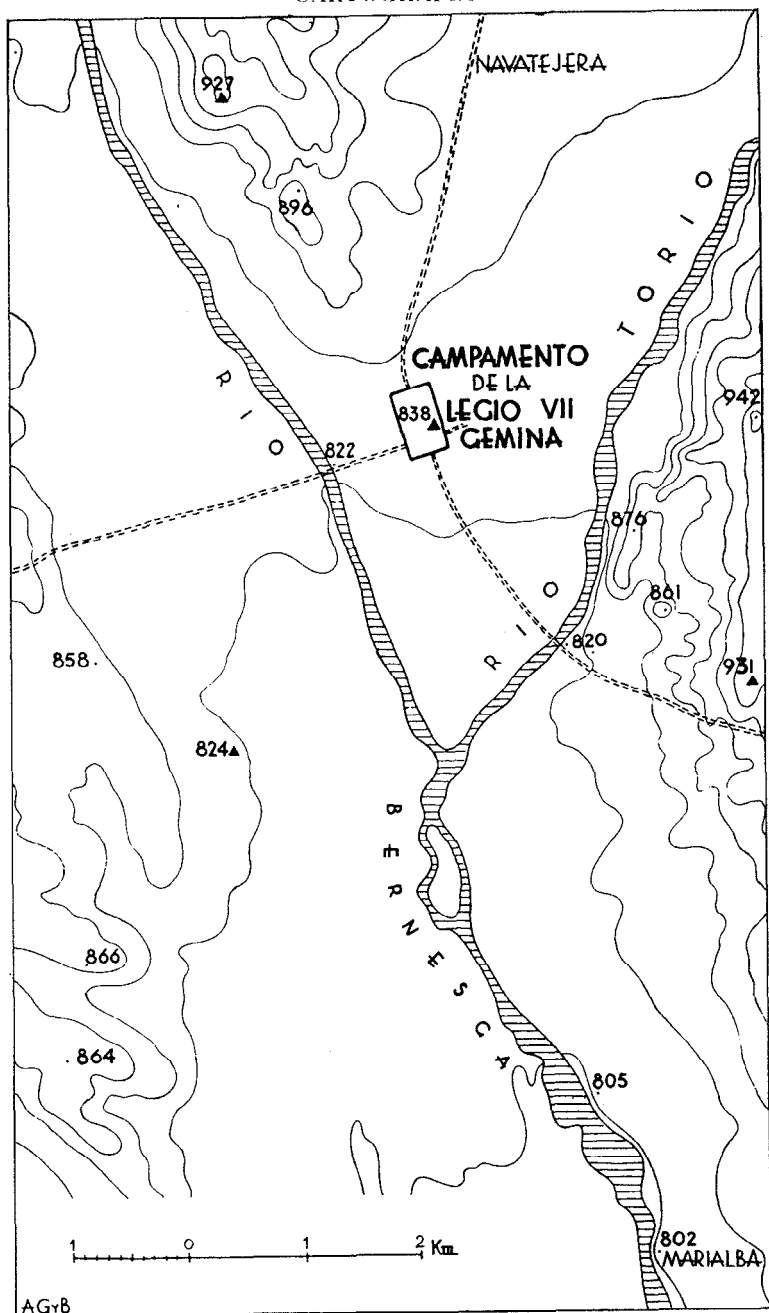 NAVATEJERA
927
896
RIO TORIO
CAMPAMENTO
DE LA
LEGIO VII
GEMINA
838
942
RIO BERNESGA
822
876
861
858
820
931
824
866
864
805
802
MARIALBA
1 0 1 2 Km.
AGyB